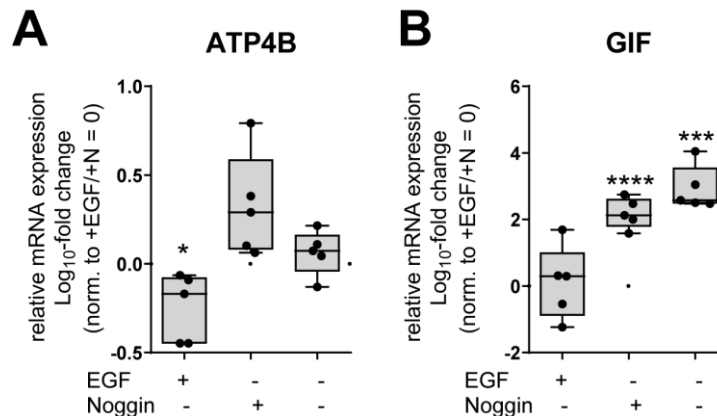 A
ATP4B
relative mRNA expression
Log10-fold change
(norm. to +EGF/+N = 0)
1.0
0.5
0.0
-0.5
*
EGF + - -
Noggin - + -
B
GIF
relative mRNA expression
Log10-fold change
(norm. to +EGF/+N = 0)
6
4
2
0
-2
****
***
EGF + - -
Noggin - + -